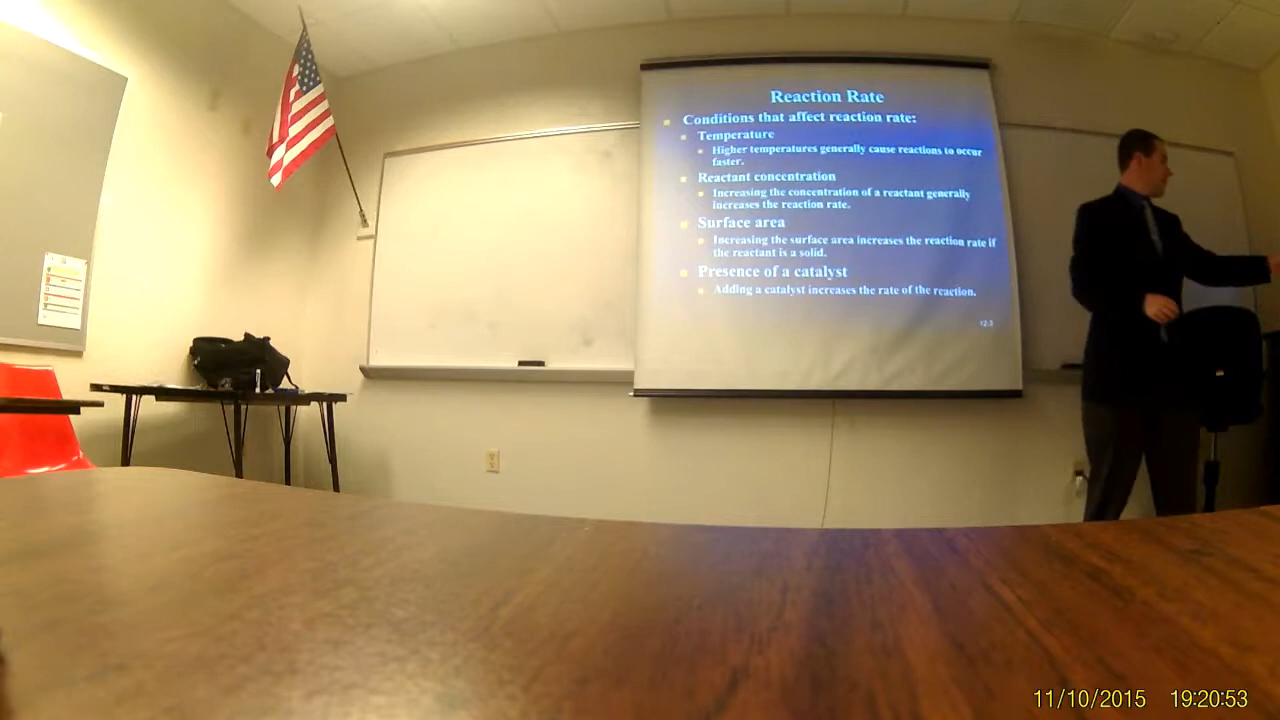 Reaction Rate
Conditions that affect reaction rate:
Temperature
Higher temperatures generally cause reactions to occur
faster.
Reactant concentration
Increasing the concentration of a reactant generally
increases the reaction rate.
Surface area
Increasing the surface area increases the reaction rate if
the reactant is a solid.
Presence of a catalyst
Adding a catalyst increases the rate of the reaction.
12-3
11/10/2015 19:20:53